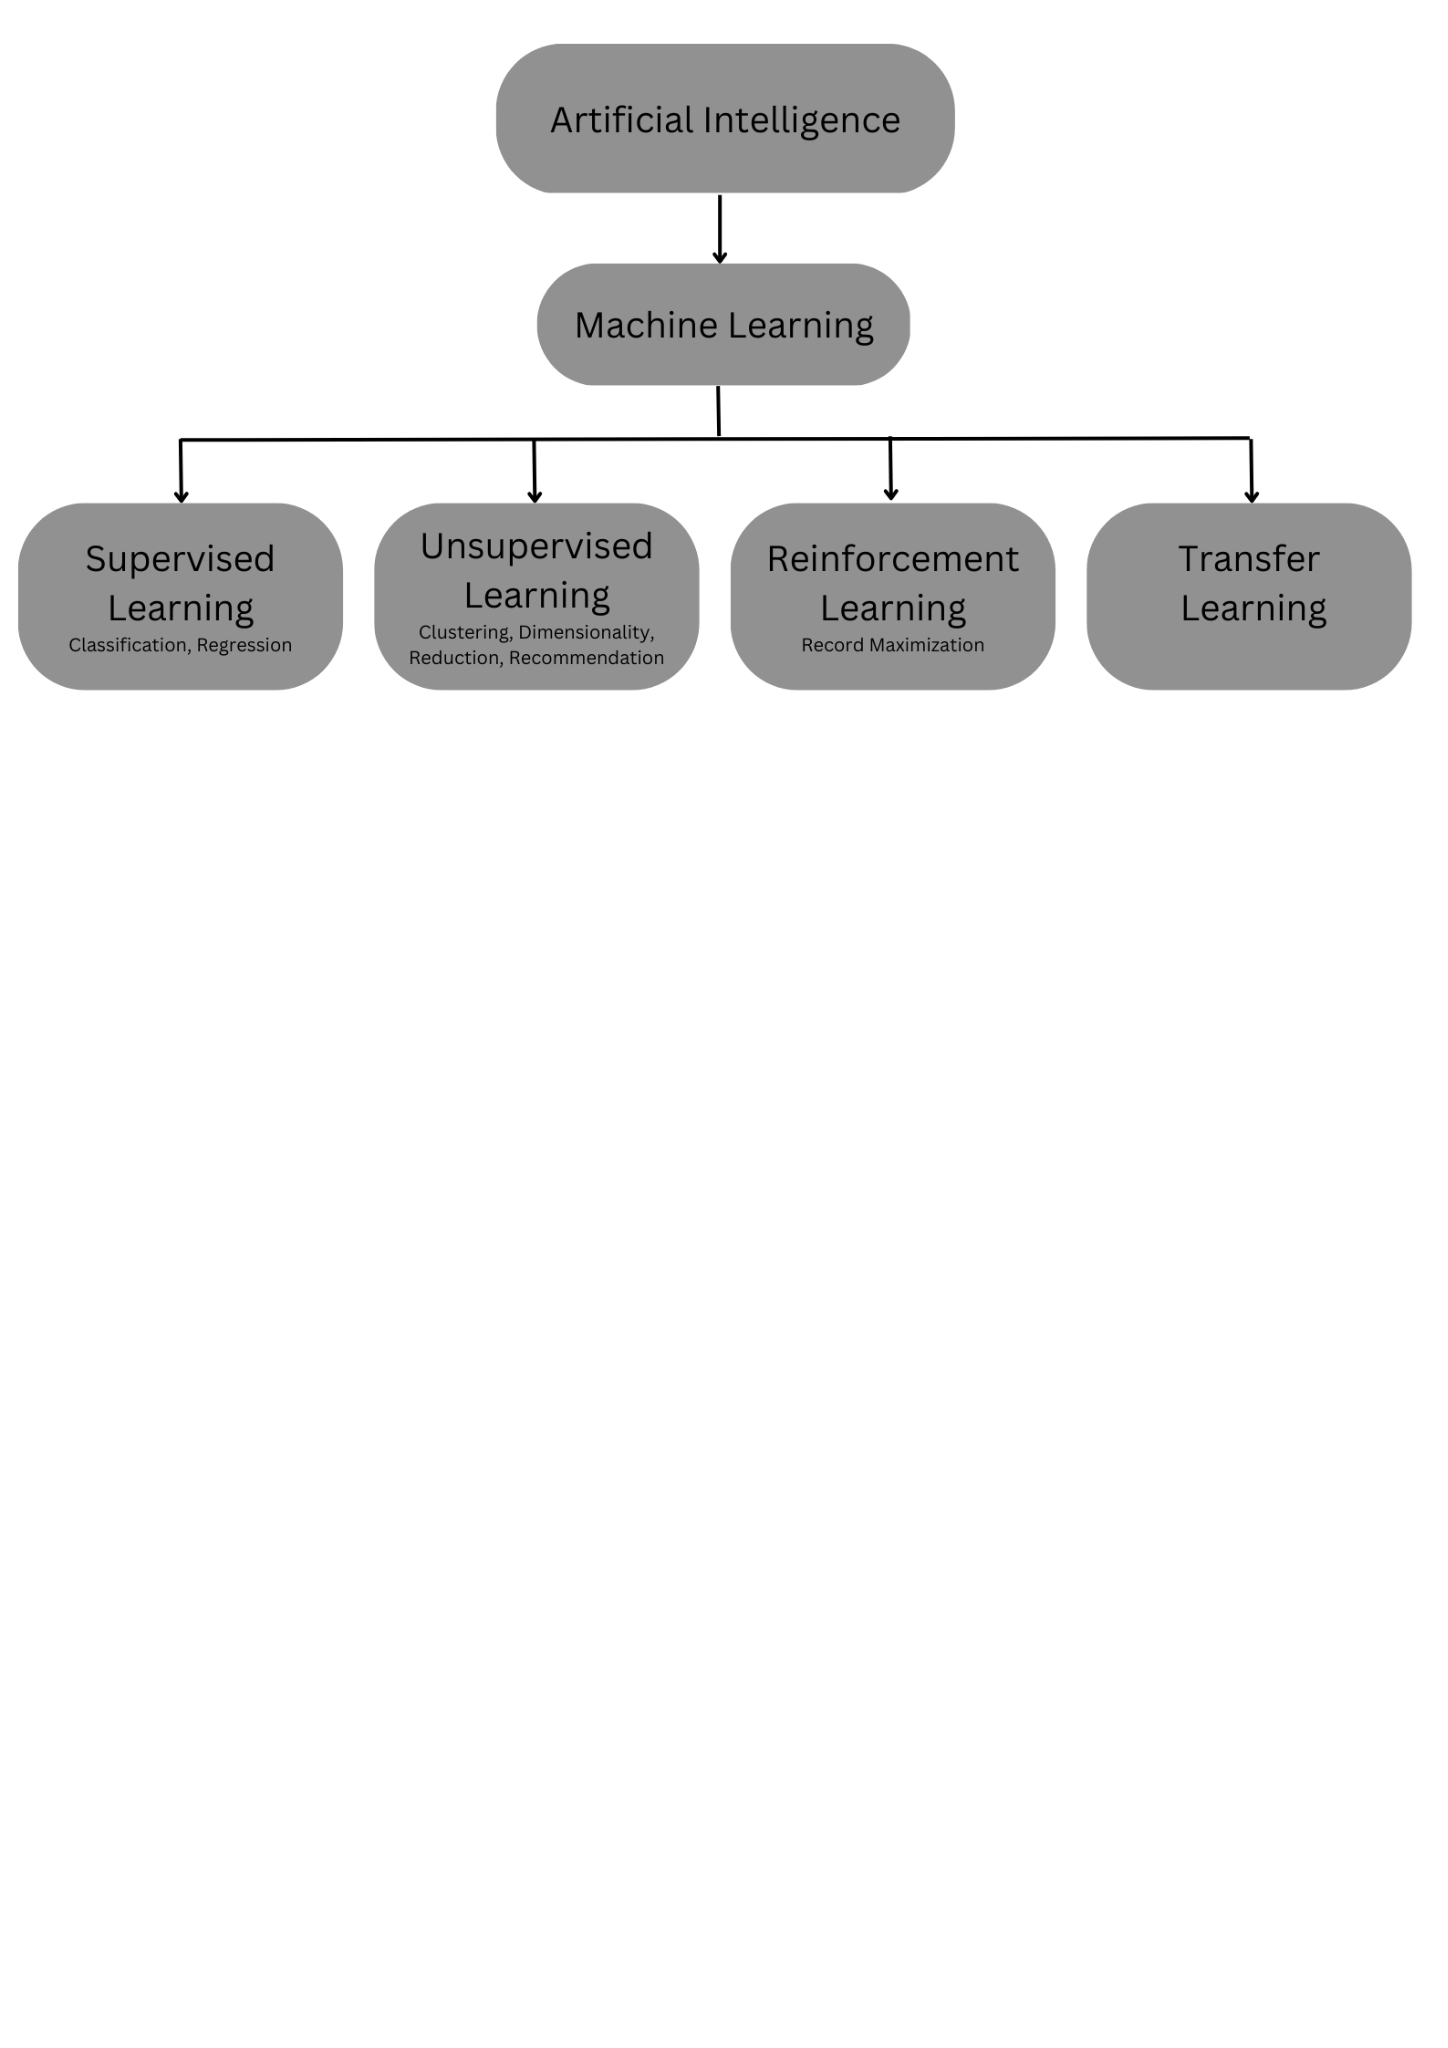 Artificial Intelligence
Machine Learning
Supervised
Learning
Classification, Regression
Unsupervised
Learning
Clustering, Dimensionality,
Reduction, Recommendation
Reinforcement
Learning
Record Maximization
Transfer
Learning